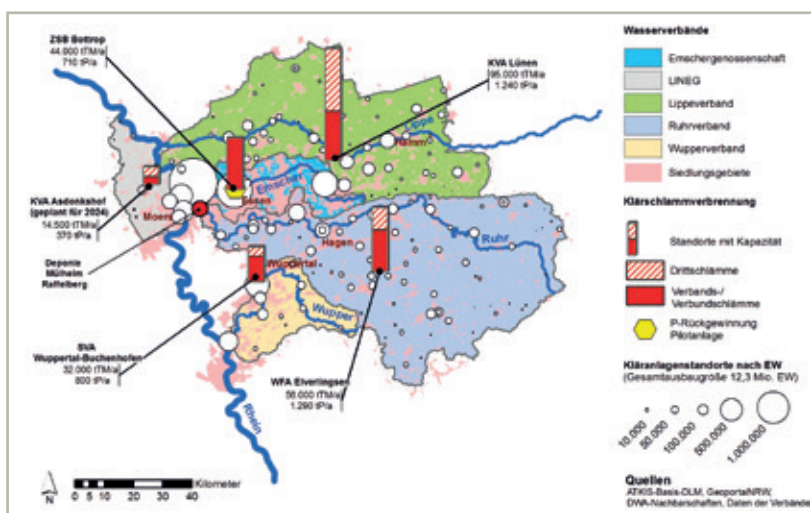 ZSB Bottrop
44.000 tTM/a
710 tP/a
KVA Lünen
95.000 tTM/a
1.240 tP/a
Lippe
Hamm
Emscher
Essen
KVA Asdonkshof
(geplant für 2024)
14.500 tTM/a
370 tP/a
Moers
Deponie
Mülheim
Raffelberg
Hagen
Ruhr
Wuppertal
Wupper
SVA
Wuppertal-Buchenhofen
32.000 tTM/a
800 tP/a
WFA Elverlingsen
1.290 tP/a
Rhein
N
Kilometer
0 5 10 20 30 40
Wasserverbände
Emschergenossenschaft
LINEG
Lippeverband
Ruhrverband
Wupperverband
Siedlungsgebiete
Klärschlammverbrennung
Standorte mit Kapazität
Drittschlämme
Verbands-/
Verbundschlämme
P-Rückgewinnung
Pilotanlage
Kläranlagenstandorte nach EW
(Gesamtausbaugröße 12,3 Mio. EW)
10.000
50.000
100.000
500.000
1.000.000
Quellen
ATKIS-Basis-DLM, GeoportalNRW,
DWA-Nachbarschaften, Daten der Verbände